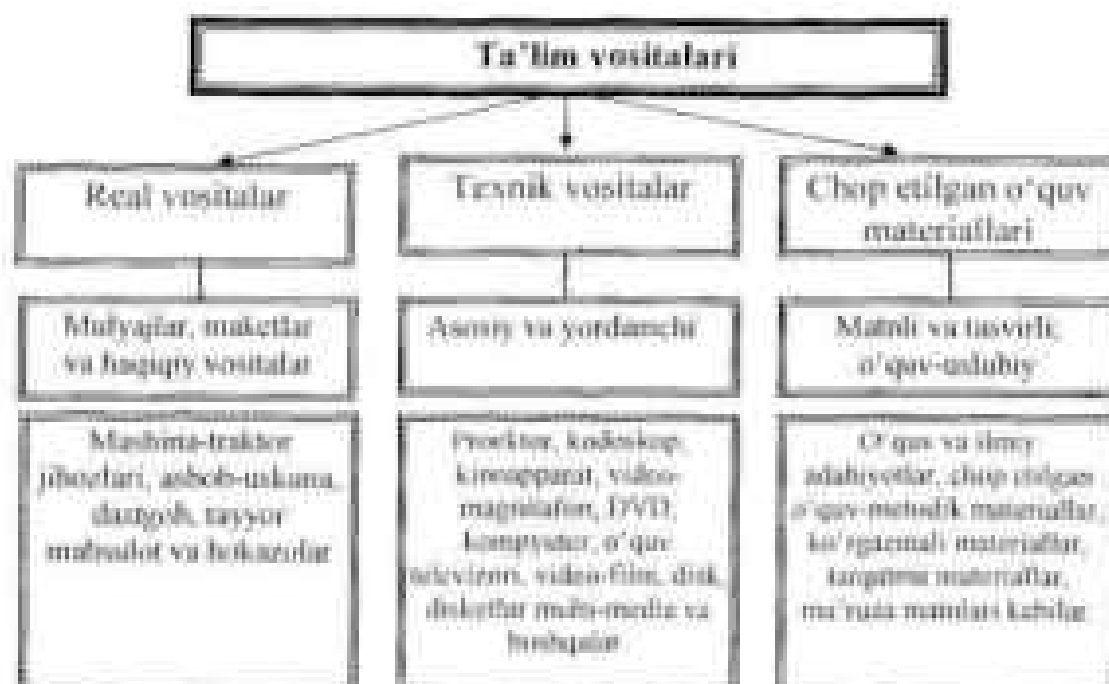 Ta'lim vositalari
Real vositalar
Mulyajlar, maketlar
va haqiqiy vositalar
Mashina-traktor
jihozlari, asbob-uskuna,
dastgoh, tayyor
mahsulot va hokazolar
Texnik vositalar
Asosiy va yordamchi
Proektor, kodoskop,
kinoapparat, video-
magnitafon, DVD,
kompyuter, o'quv
televizori, video-film, disk,
disketlar multi-media va
boshqalar
Chop etilgan o'quv
materiallari
Matnli va tasvirli,
o'quv-uslubiy
O'quv va ilmiy
adabiyotlar, chop etilgan
o'quv-metodik materiallar,
ko'rgazmali materiallar,
tarqatma materiallar,
ma'ruza matnlari kabilar